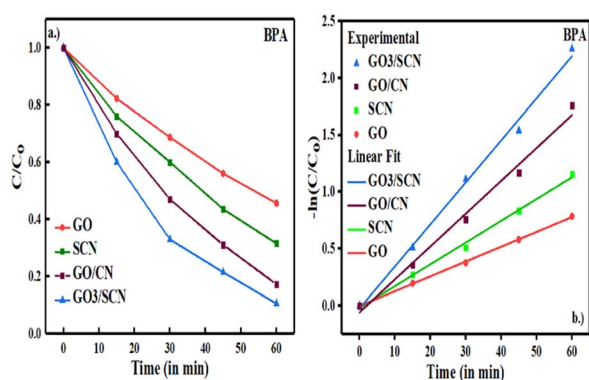 a.)
BPA
1.0
0.8
0.6
0.4
0.2
0.0
C/Co
GO
SCN
GO/CN
GO3/SCN
0 10 20 30 40 50 60
Time (in min)
BPA
Experimental
GO3/SCN
GO/CN
SCN
GO
Linear Fit
GO3/SCN
GO/CN
SCN
GO
2.5
2.0
1.5
1.0
0.5
0.0
-ln(C/Co)
b.)
0 10 20 30 40 50 60
Time (in min)